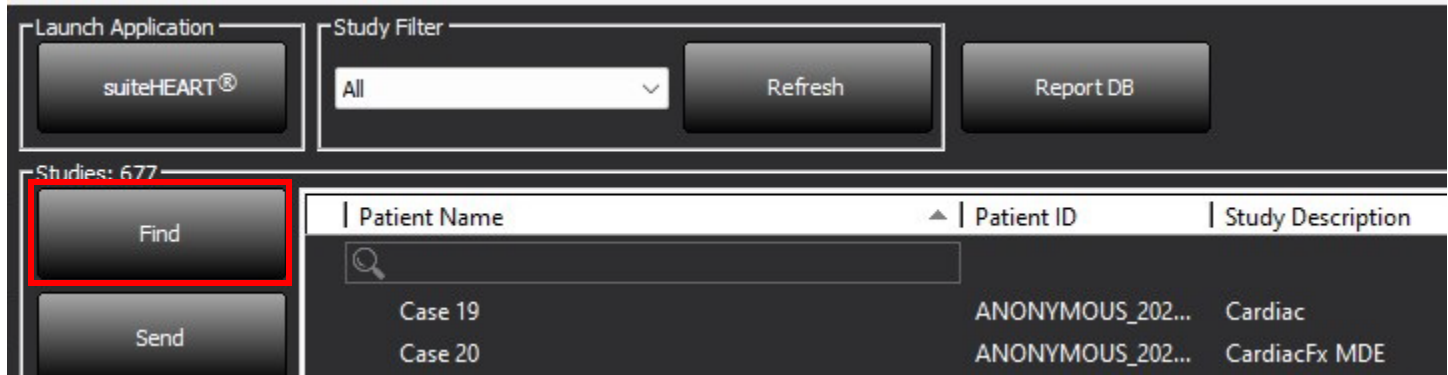 Launch Application
Study Filter
suiteHEART®
All
Refresh
Report DB
Studies: 677
Find
Patient Name
Patient ID
Study Description
Case 19
ANONYMOUS_202...
Cardiac
Send
Case 20
ANONYMOUS_202...
CardiacFx MDE